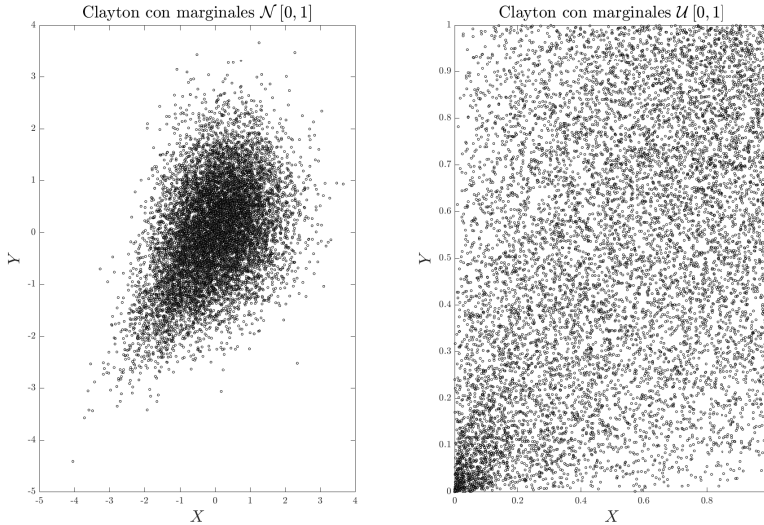 Clayton con marginales 𝒩 [0, 1]
4
3
2
1
0
-1
-2
-3
-4
-5
Y
-5 -4 -3 -2 -1 0 1 2 3 4
X
Clayton con marginales 𝒰 [0, 1]
1
0.9
0.8
0.7
0.6
0.5
0.4
0.3
0.2
0.1
0
Y
0 0.2 0.4 0.6 0.8
X